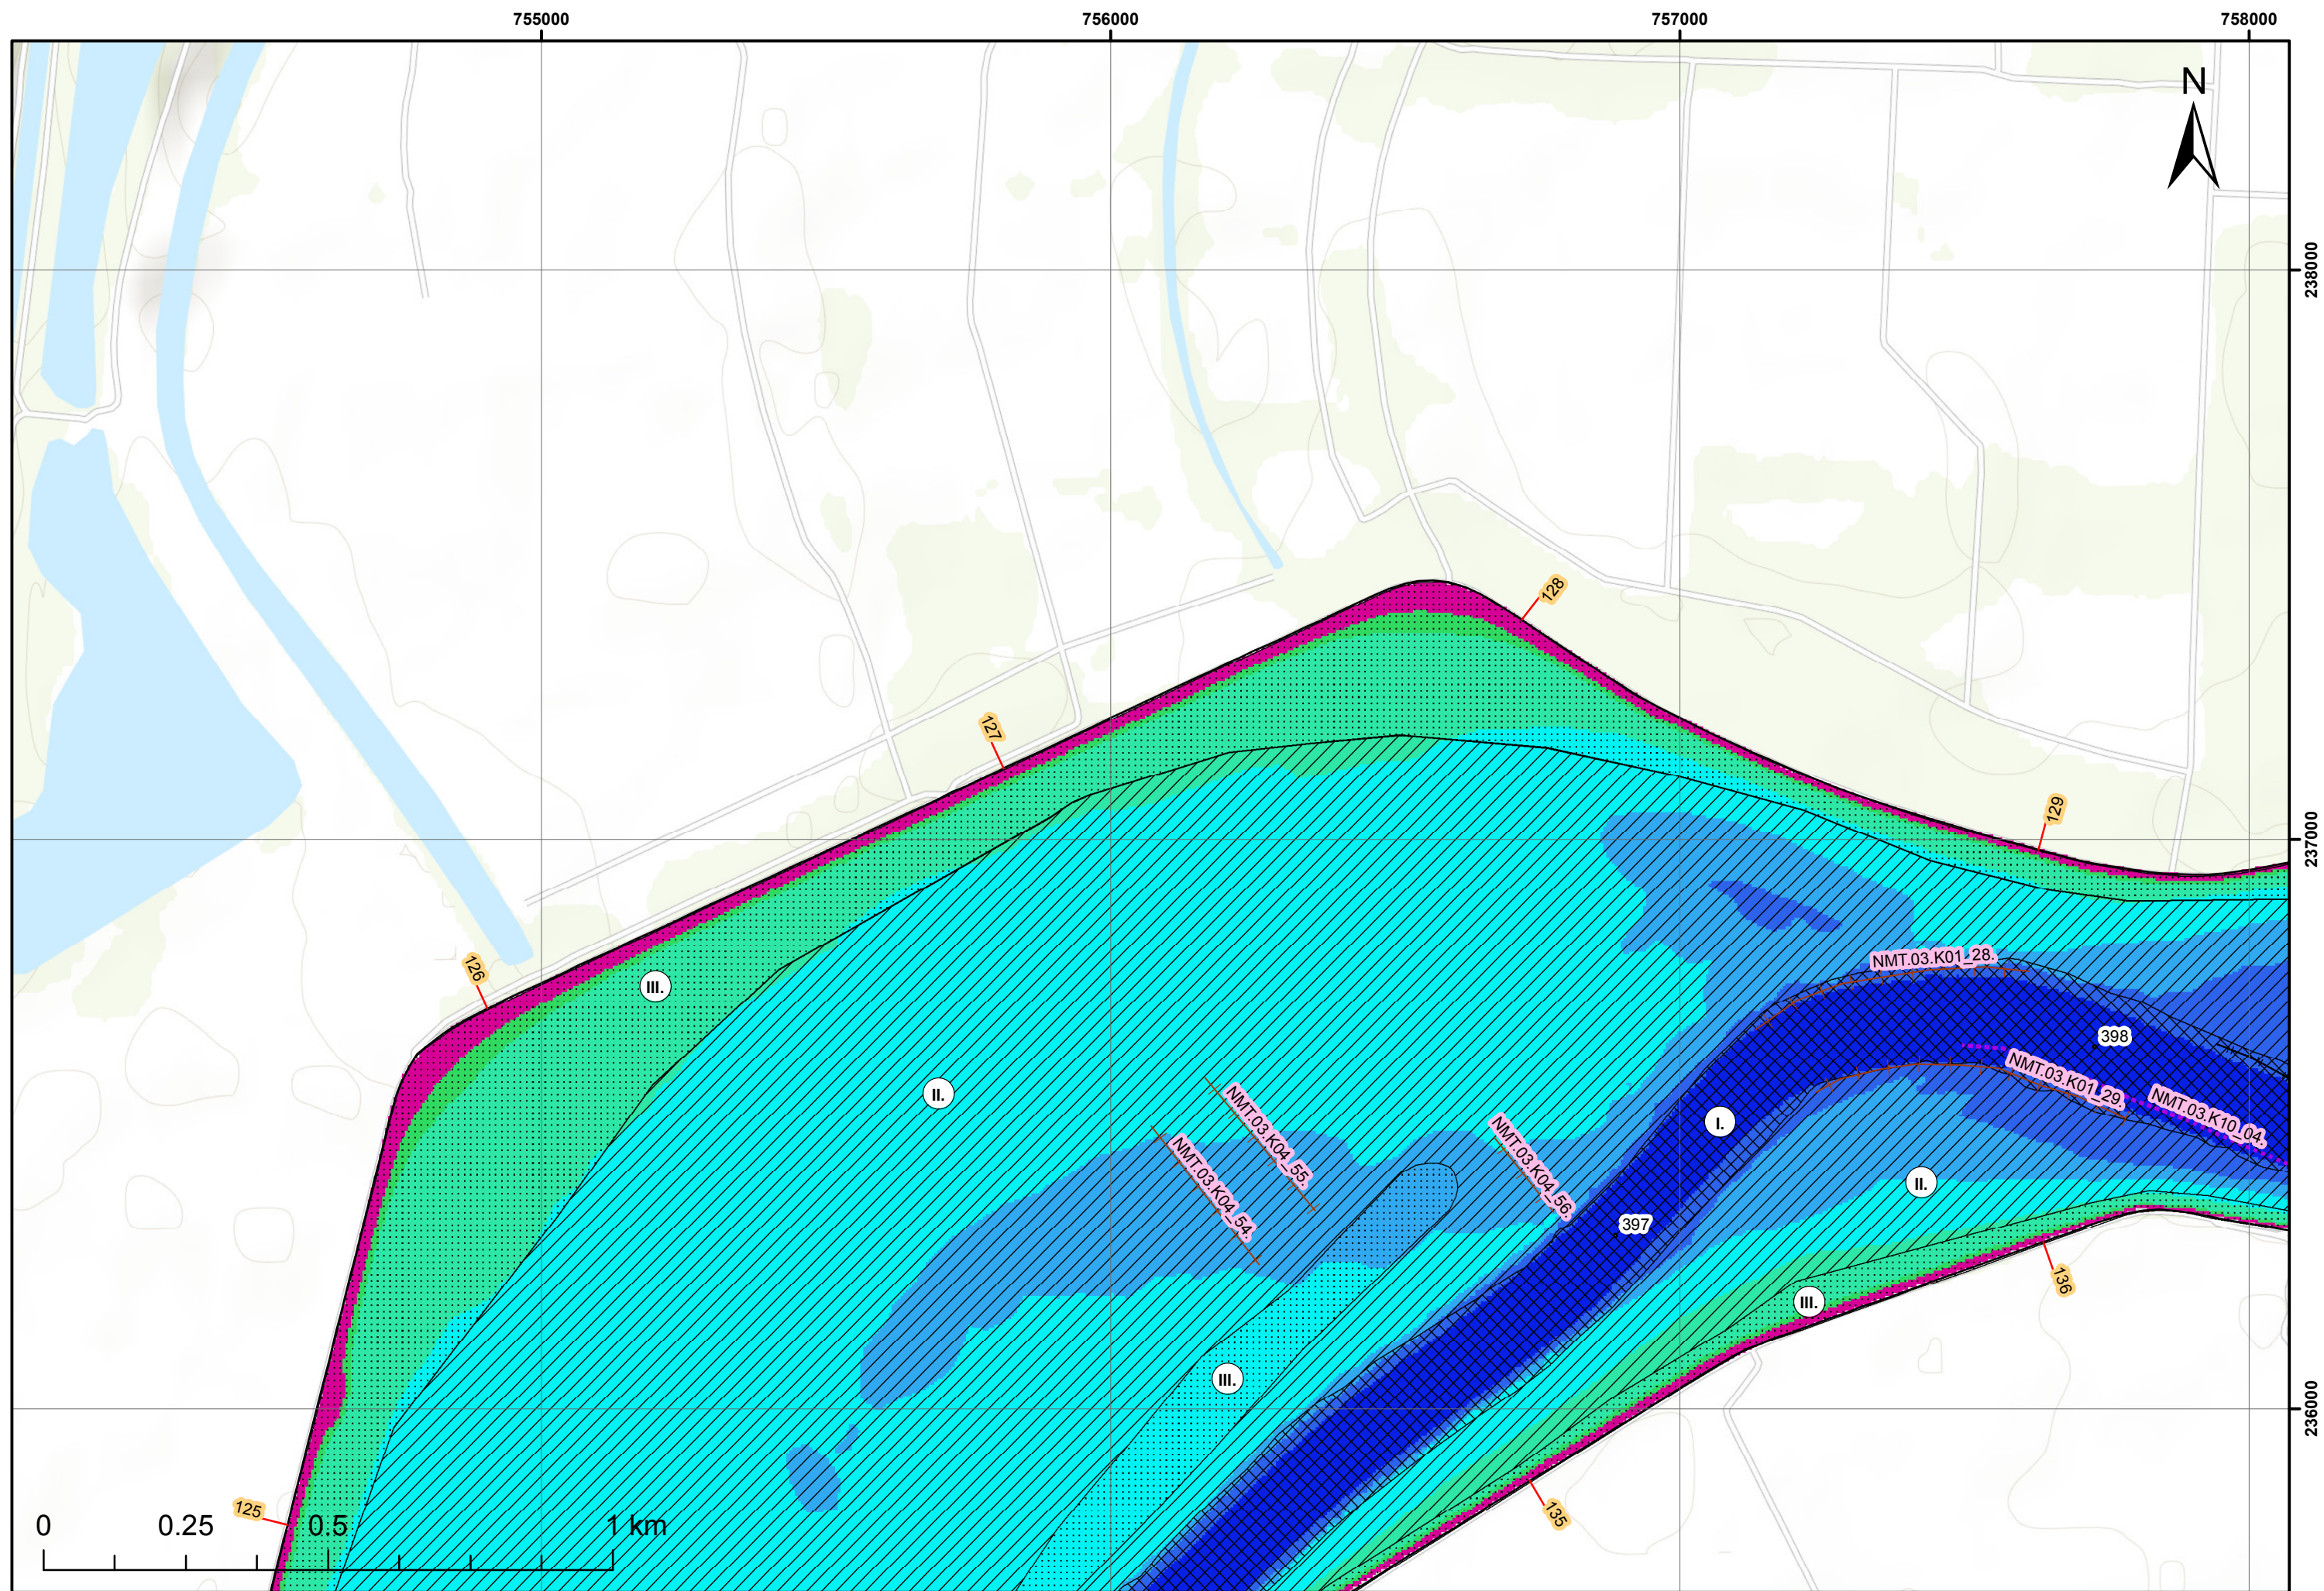 755000
756000
757000
758000
N
238000
128
127
129
237000
NMT.03.K01_28.
126
III.
398
NMT.03.K01_29.
NMT.03.K10_04.
II.
NMT.03.K04_55.
NMT.03.K04_56.
I.
NMT.03.K04_54.
II.
397
136
III.
III.
236000
125
135
0
0.25
0.5
1 km